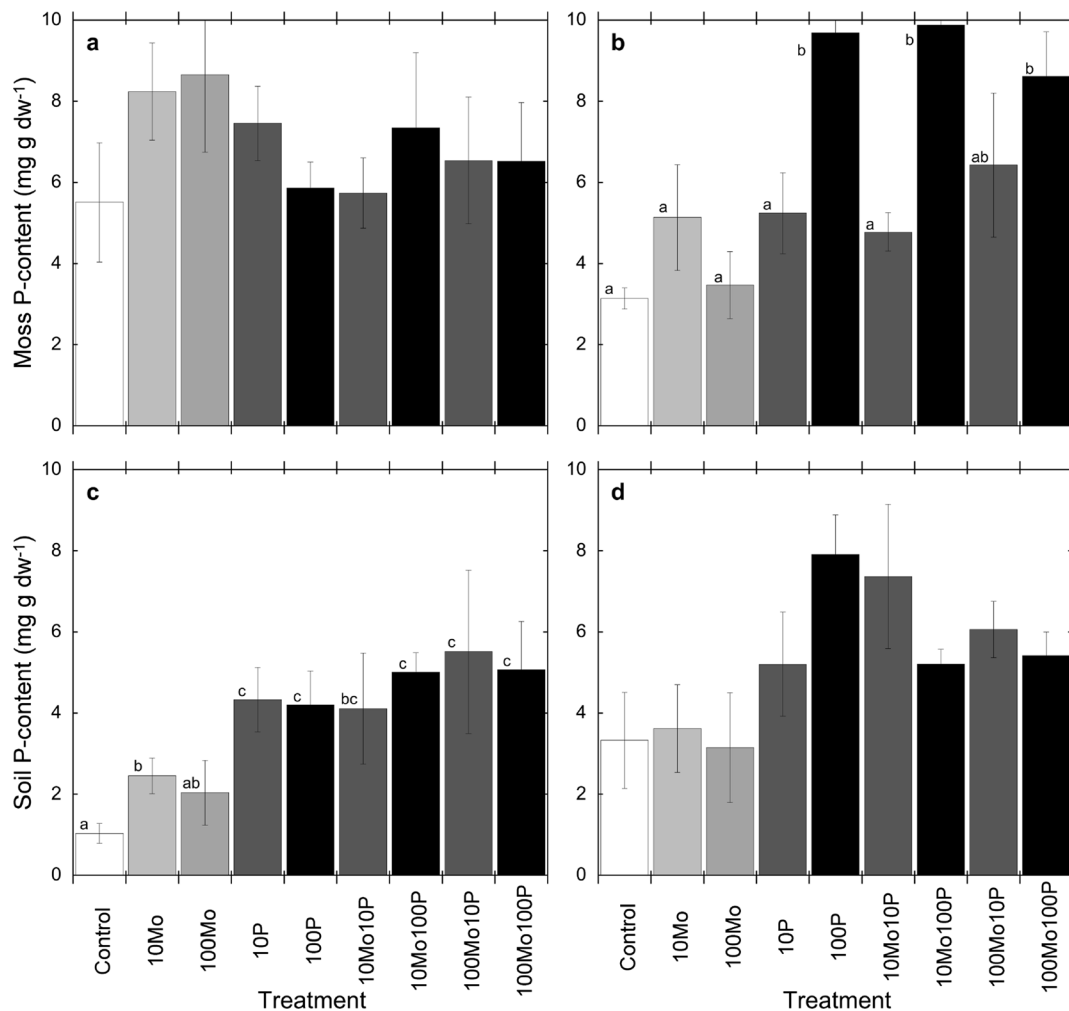 a
b
Moss P-content (mg g dw⁻¹)
10
8
6
4
2
0
10
8
6
4
2
0
a
a
a
a
b
a
b
ab
b
c
d
Soil P-content (mg g dw⁻¹)
10
8
6
4
2
0
10
8
6
4
2
0
a
b
ab
c
c
bc
c
c
c
Control
10Mo
100Mo
10P
100P
10Mo10P
10Mo100P
100Mo10P
100Mo100P
Control
10Mo
100Mo
10P
100P
10Mo10P
10Mo100P
100Mo10P
100Mo100P
Treatment
Treatment